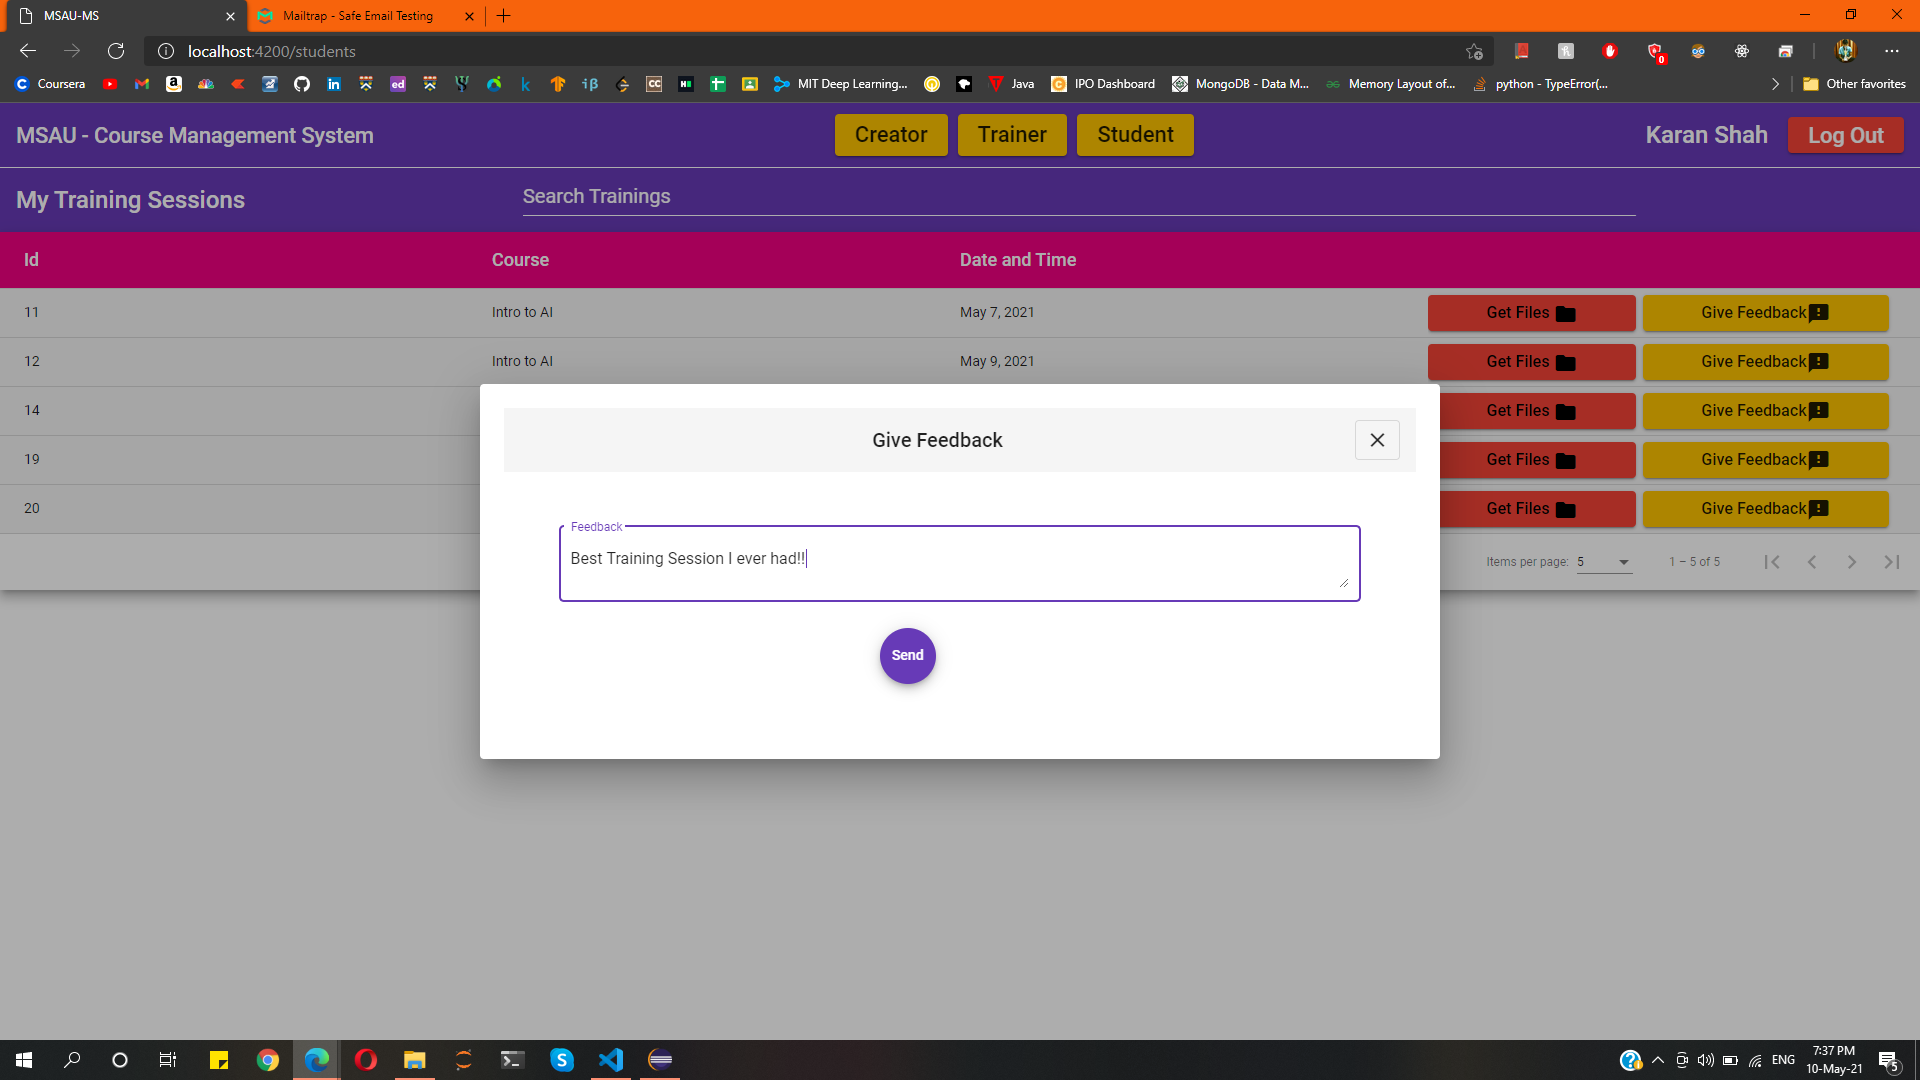 MSAU-MS
Mailtrap - Safe Email Testing
localhost:4200/students
0
Coursera
ed
CC
MIT Deep Learning...
Java
IPO Dashboard
MongoDB - Data M...
Memory Layout of...
python - TypeError(...
Other favorites
MSAU - Course Management System
Creator
Trainer
Student
Karan Shah
Log Out
My Training Sessions
Search Trainings
Id
Course
Date and Time
11
Intro to AI
May 7, 2021
Get Files
Give Feedback
12
Intro to AI
May 9, 2021
Get Files
Give Feedback
14
Get Files
Give Feedback
19
Get Files
Give Feedback
20
Get Files
Give Feedback
Items per page:
5
1 – 5 of 5
Give Feedback
Feedback
Best Training Session I ever had!!
Send
ENG
7:37 PM
10-May-21
5